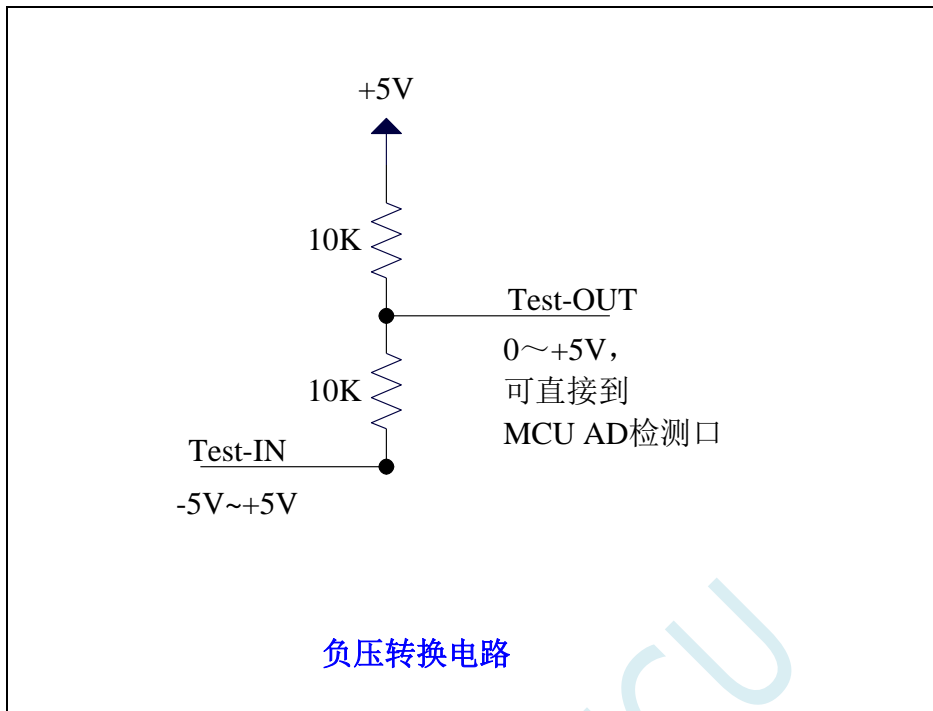 +5V
10K
Test-OUT
0～+5V，
可直接到
MCU AD检测口
10K
Test-IN
-5V~+5V
负压转换电路